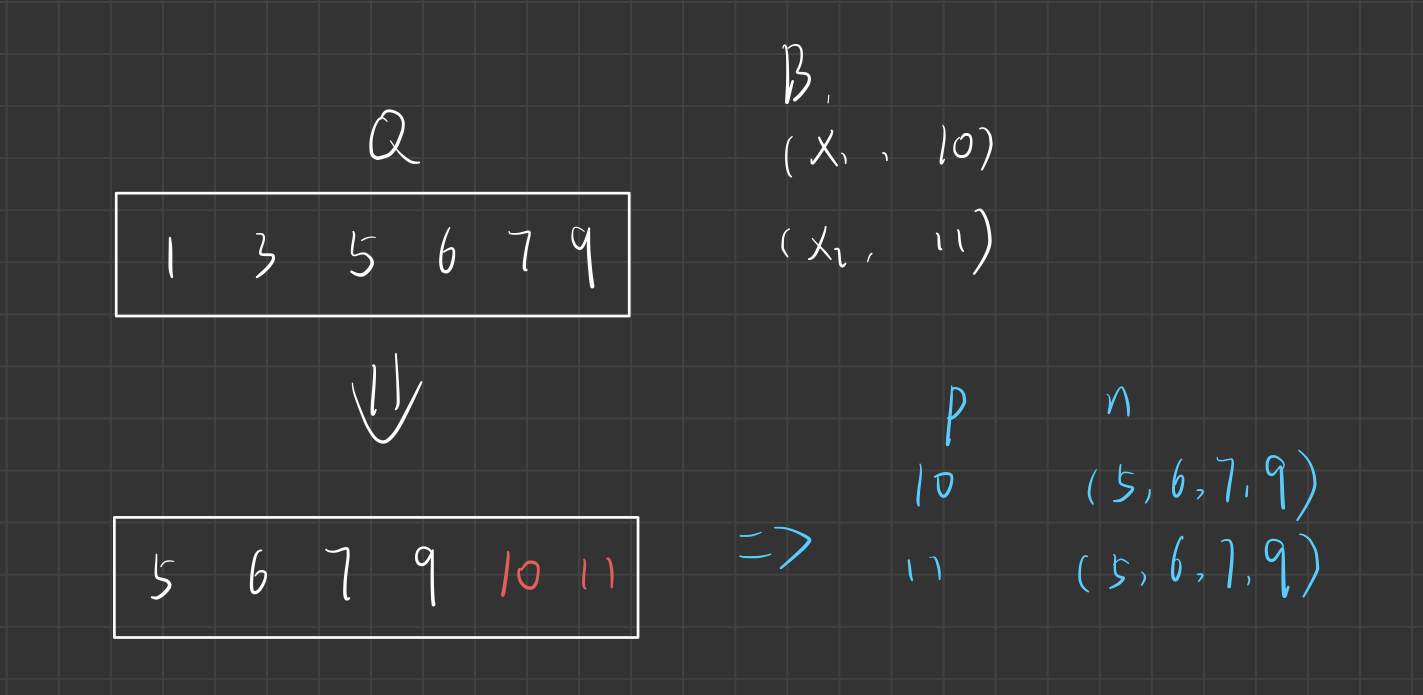 Q
1 3 5 6 7 9
B.
(x₁, 10)
(x₂, 11)
5 6 7 9 10 11
=>
p n
10 (5, 6, 7, 9)
11 (5, 6, 7, 9)